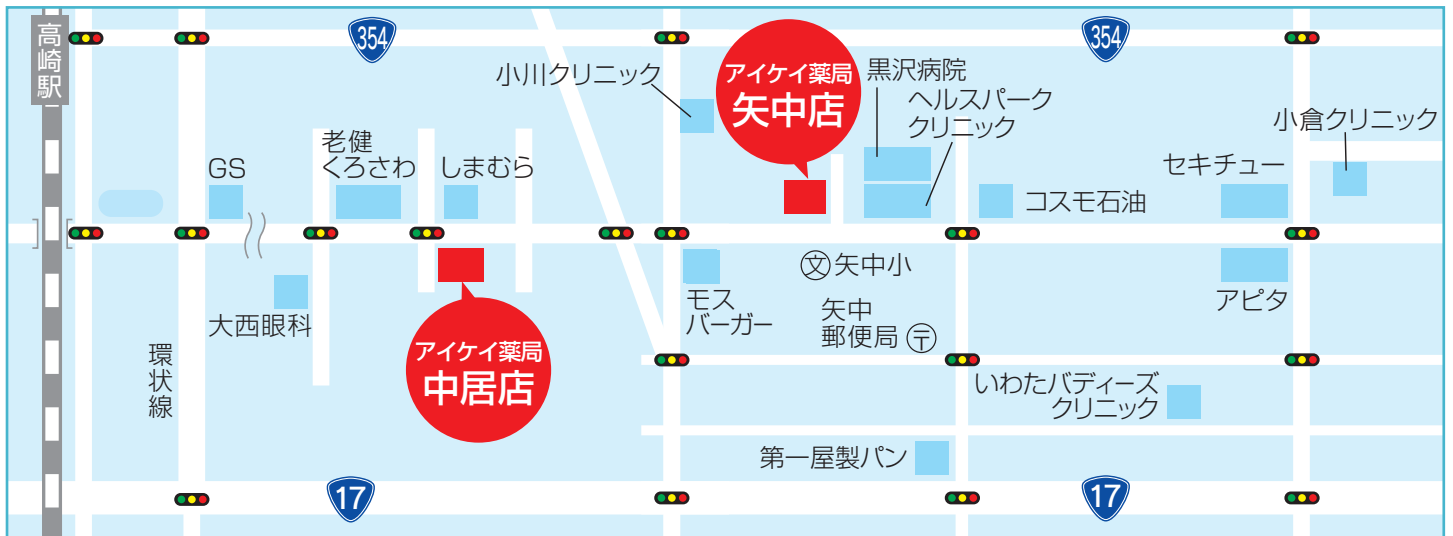 高崎駅
354
354
小川クリニック
アイケイ薬局
矢中店
黒沢病院
ヘルスパーク
クリニック
小倉クリニック
GS
老健
くろさわ
しまむら
コスモ石油
セキチュー
大西眼科
アイケイ薬局
中居店
モス
バーガー
文 矢中小
矢中
郵便局 〒
アピタ
環状線
いわたバディーズ
クリニック
第一屋製パン
17
17